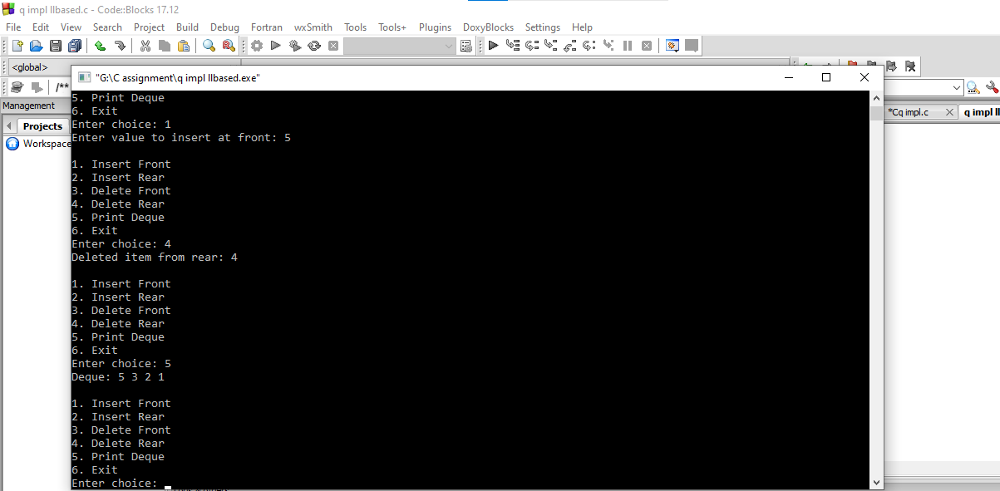 q impl llbased.c - Code::Blocks 17.12
File Edit View Search Project Build Debug Fortran wxSmith Tools Tools+ Plugins DoxyBlocks Settings Help
<global>
"G:\C assignment\q impl llbased.exe"
/**
Management
Projects
Workspace
*Cq impl.c
q impl ll
5. Print Deque
6. Exit
Enter choice: 1
Enter value to insert at front: 5
1. Insert Front
2. Insert Rear
3. Delete Front
4. Delete Rear
5. Print Deque
6. Exit
Enter choice: 4
Deleted item from rear: 4
1. Insert Front
2. Insert Rear
3. Delete Front
4. Delete Rear
5. Print Deque
6. Exit
Enter choice: 5
Deque: 5 3 2 1
1. Insert Front
2. Insert Rear
3. Delete Front
4. Delete Rear
5. Print Deque
6. Exit
Enter choice: